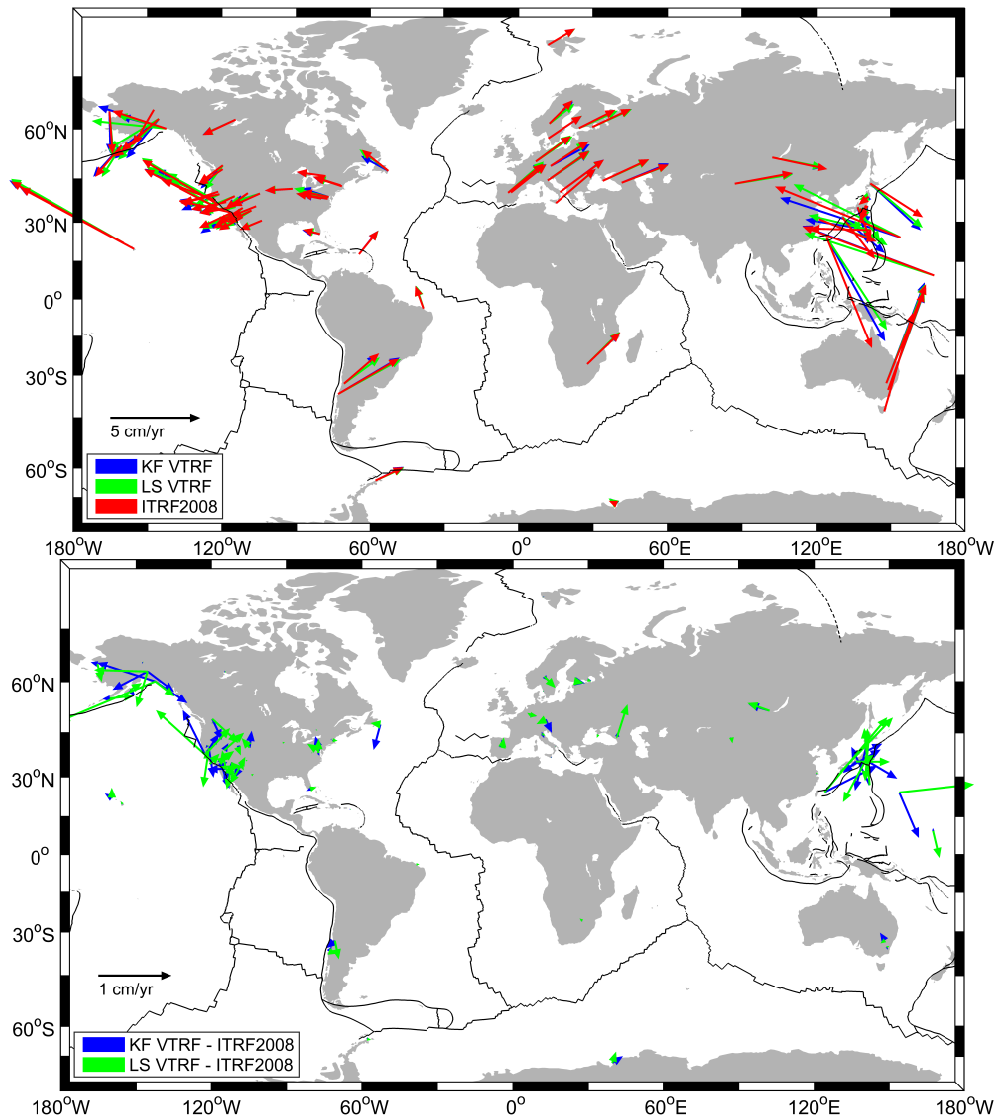 60°N
30°N
0°
30°S
60°S
5 cm/yr
KF VTRF
LS VTRF
ITRF2008
180°W 120°W 60°W 0° 60°E 120°E 180°W
60°N
30°N
0°
30°S
60°S
1 cm/yr
KF VTRF - ITRF2008
LS VTRF - ITRF2008
180°W 120°W 60°W 0° 60°E 120°E 180°W